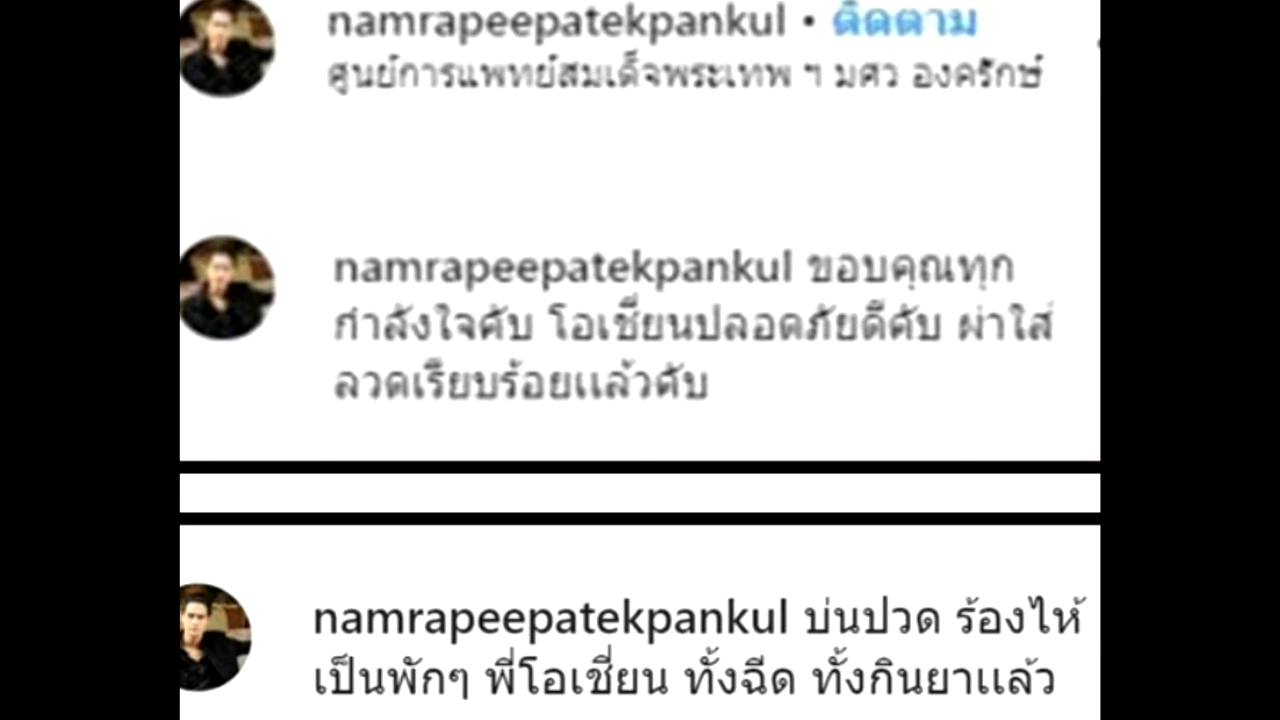 namrapeepatekpankul • ติดตาม
ศูนย์การแพทย์สมเด็จพระเทพ ฯ มศว องครักษ์
namrapeepatekpankul ขอบคุณทุก
กำลังใจคับ โอเชี่ยนปลอดภัยดีคับ ผ่าใส่
ลวดเรียบร้อยแล้วคับ
namrapeepatekpankul บ่นปวด ร้องไห้
เป็นพักๆ พี่โอเชี่ยน ทั้งฉีด ทั้งกินยาแล้ว